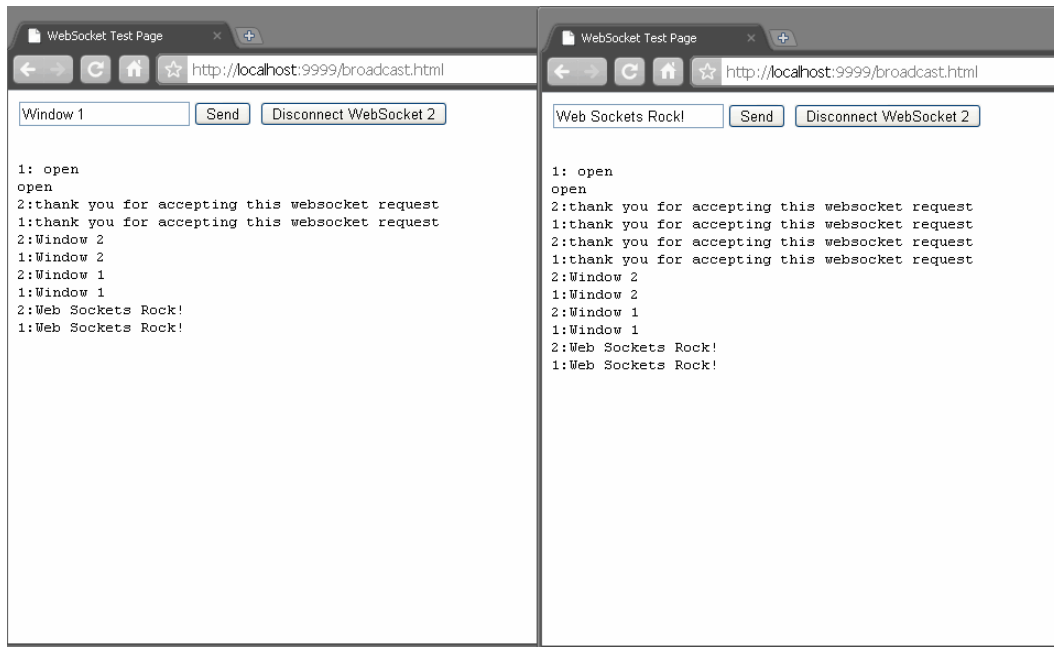 WebSocket Test Page
http://localhost:9999/broadcast.html
Window 1 Send Disconnect WebSocket 2
1: open
open
2:thank you for accepting this websocket request
1:thank you for accepting this websocket request
2:Window 2
1:Window 2
2:Window 1
1:Window 1
2:Web Sockets Rock!
1:Web Sockets Rock!
WebSocket Test Page
http://localhost:9999/broadcast.html
Web Sockets Rock! Send Disconnect WebSocket 2
1: open
open
2:thank you for accepting this websocket request
1:thank you for accepting this websocket request
2:thank you for accepting this websocket request
1:thank you for accepting this websocket request
2:Window 2
1:Window 2
2:Window 1
1:Window 1
2:Web Sockets Rock!
1:Web Sockets Rock!